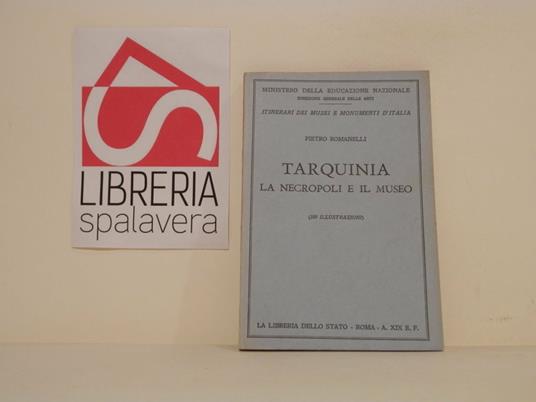 LIBRERIA
spalavera
MINISTERO DELLA EDUCAZIONE NAZIONALE
DIREZIONE GENERALE DELLE ARTI
ITINERARI DEI MUSEI E MONUMENTI D'ITALIA
PIETRO ROMANELLI
TARQUINIA
LA NECROPOLI E IL MUSEO
ILLUSTRAZIONI)
LA LIBRERIA DELLO STATO - ROMA - A. XIX E. F.